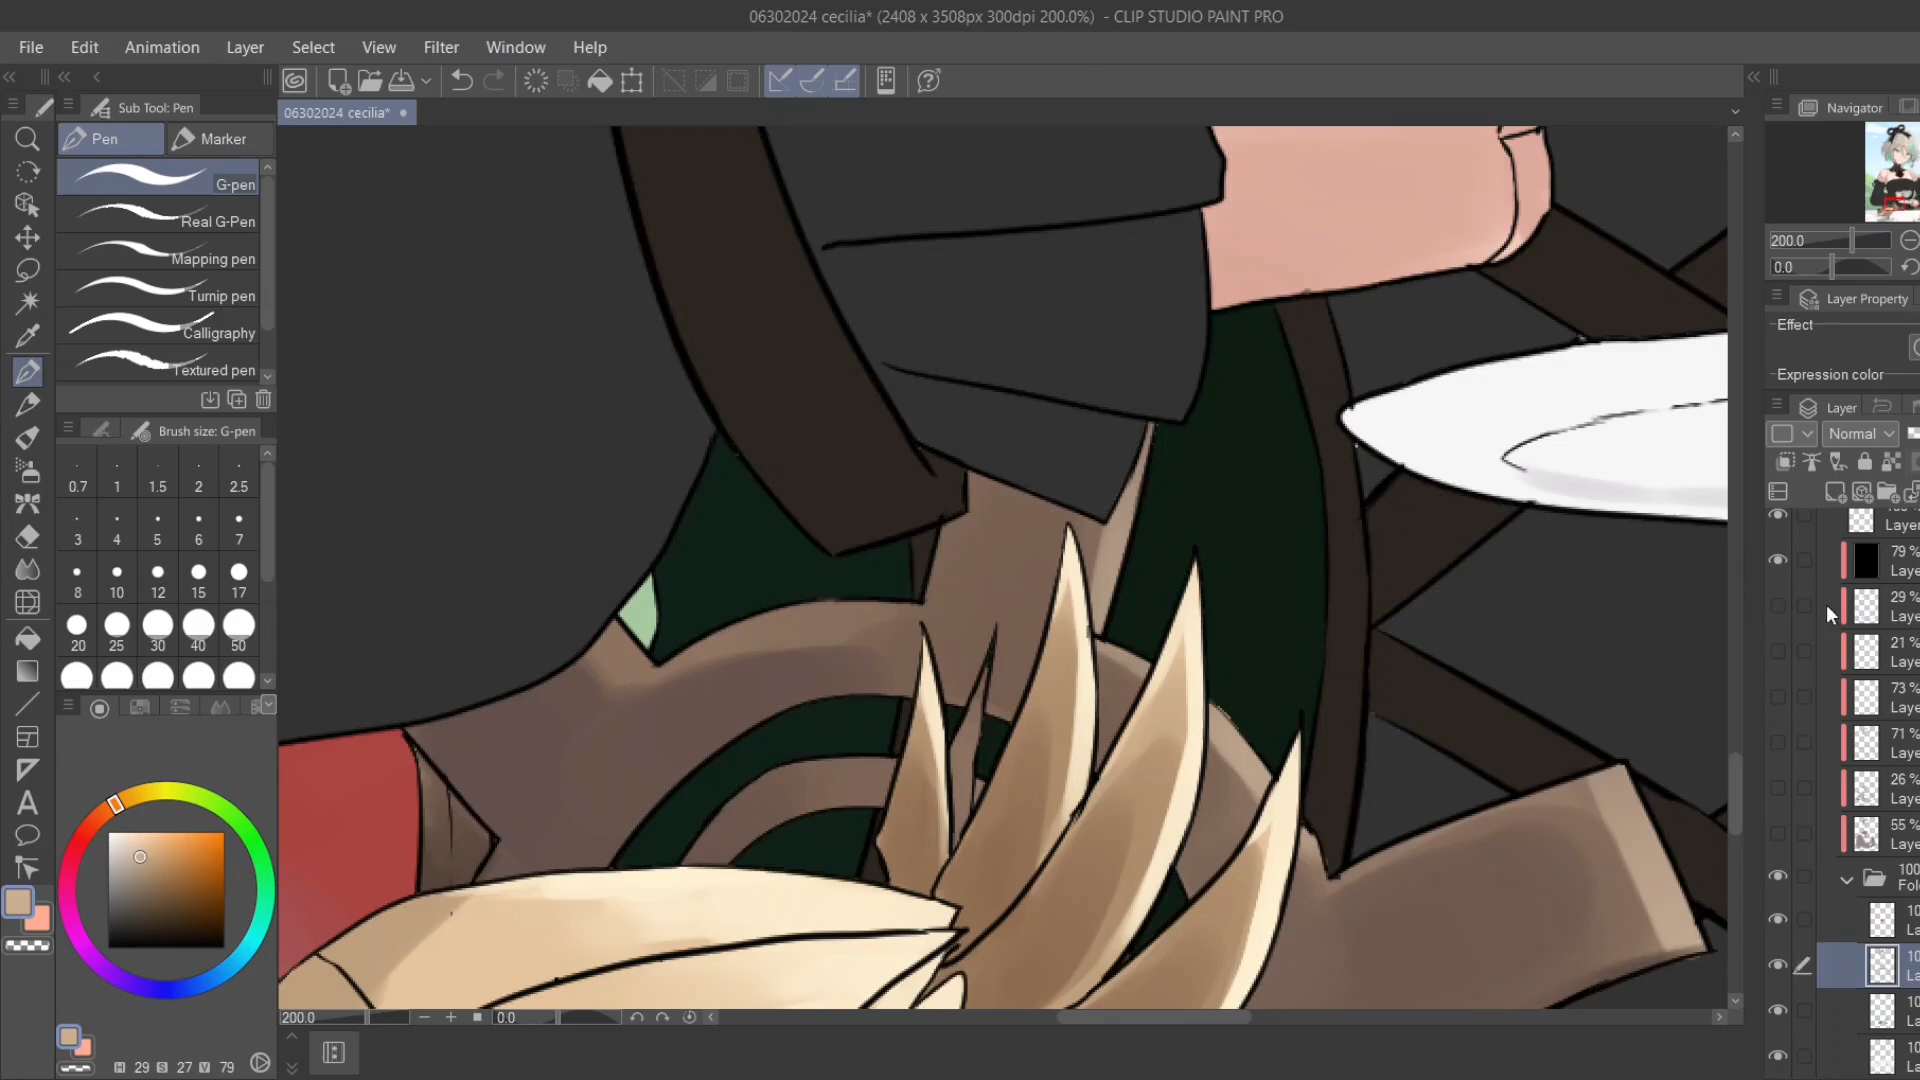 06302024 cecilia* (2408 x 3508px 300dpi 200.0%) - CLIP STUDIO PAINT PRO
File Edit Animation Layer Select View Filter Window Help
Sub Tool: Pen
Navigator
06302024 cecilia*
Pen Marker
G-pen
Real G-Pen
Mapping pen
Turnip pen
Calligraphy
Textured pen
200.0
0.0
Layer Property
Effect
Expression color
Layer
Normal
Brush size: G-pen
0.7 1 1.5 2 2.5
3 4 5 6 7
8 10 12 15 17
20 25 30 40 50
79 %
29 %
21 %
73 %
71 %
26 %
55 %
200.0 0.0
H 29 S 27 V 79